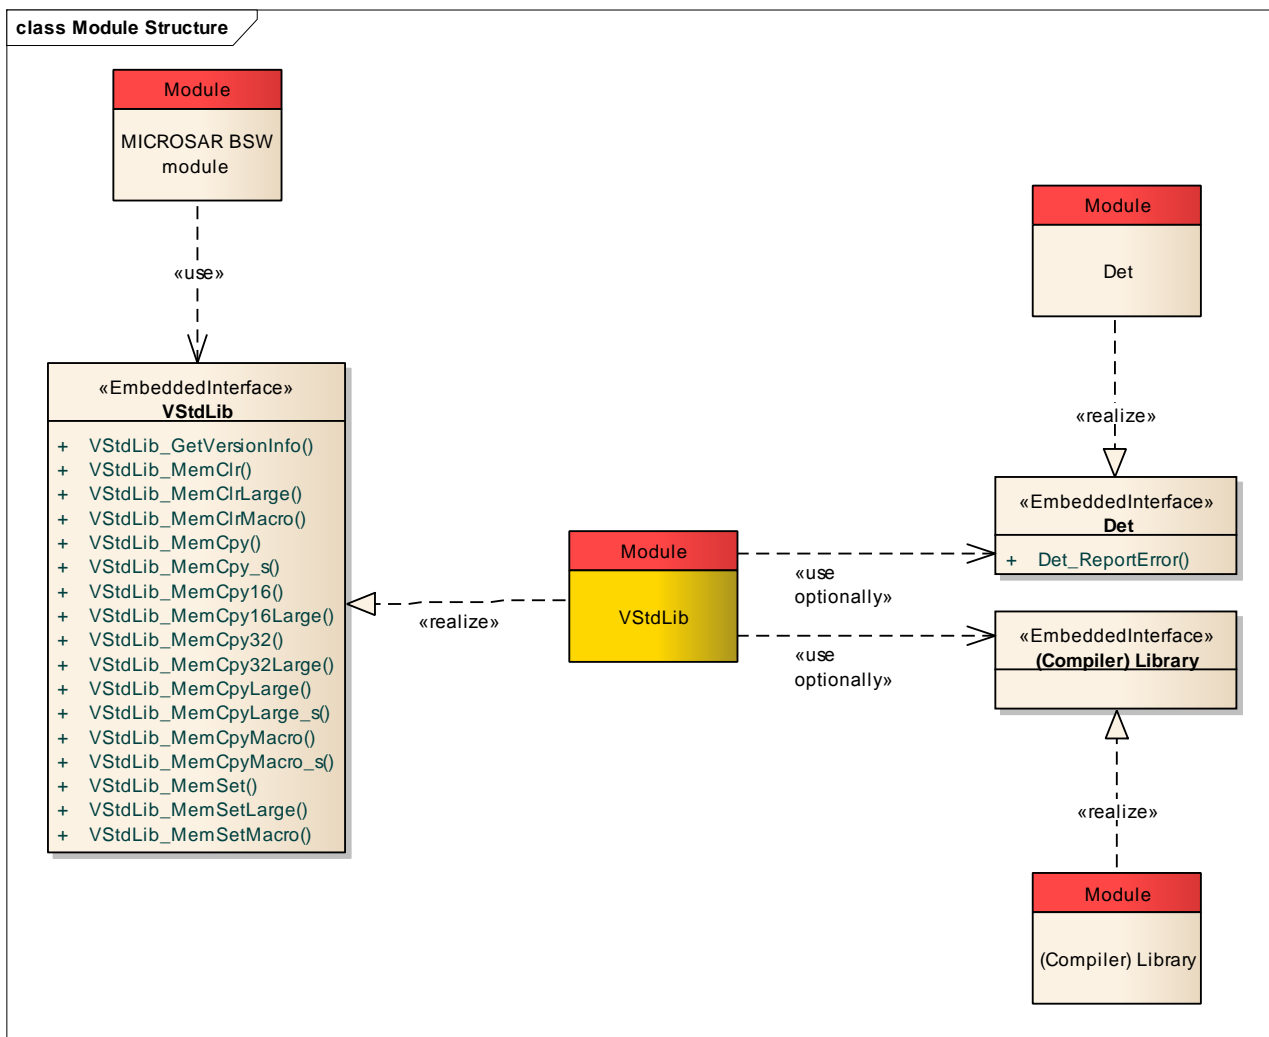 class Module Structure
Module
MICROSAR BSW
module
«use»
«EmbeddedInterface»
VStdLib
+ VStdLib_GetVersionInfo()
+ VStdLib_MemClr()
+ VStdLib_MemClrLarge()
+ VStdLib_MemClrMacro()
+ VStdLib_MemCpy()
+ VStdLib_MemCpy_s()
+ VStdLib_MemCpy16()
+ VStdLib_MemCpy16Large()
+ VStdLib_MemCpy32()
+ VStdLib_MemCpy32Large()
+ VStdLib_MemCpyLarge()
+ VStdLib_MemCpyLarge_s()
+ VStdLib_MemCpyMacro()
+ VStdLib_MemCpyMacro_s()
+ VStdLib_MemSet()
+ VStdLib_MemSetLarge()
+ VStdLib_MemSetMacro()
«realize»
Module
VStdLib
«use
optionally»
«use
optionally»
Module
Det
«realize»
«EmbeddedInterface»
Det
+ Det_ReportError()
«EmbeddedInterface»
(Compiler) Library
«realize»
Module
(Compiler) Library